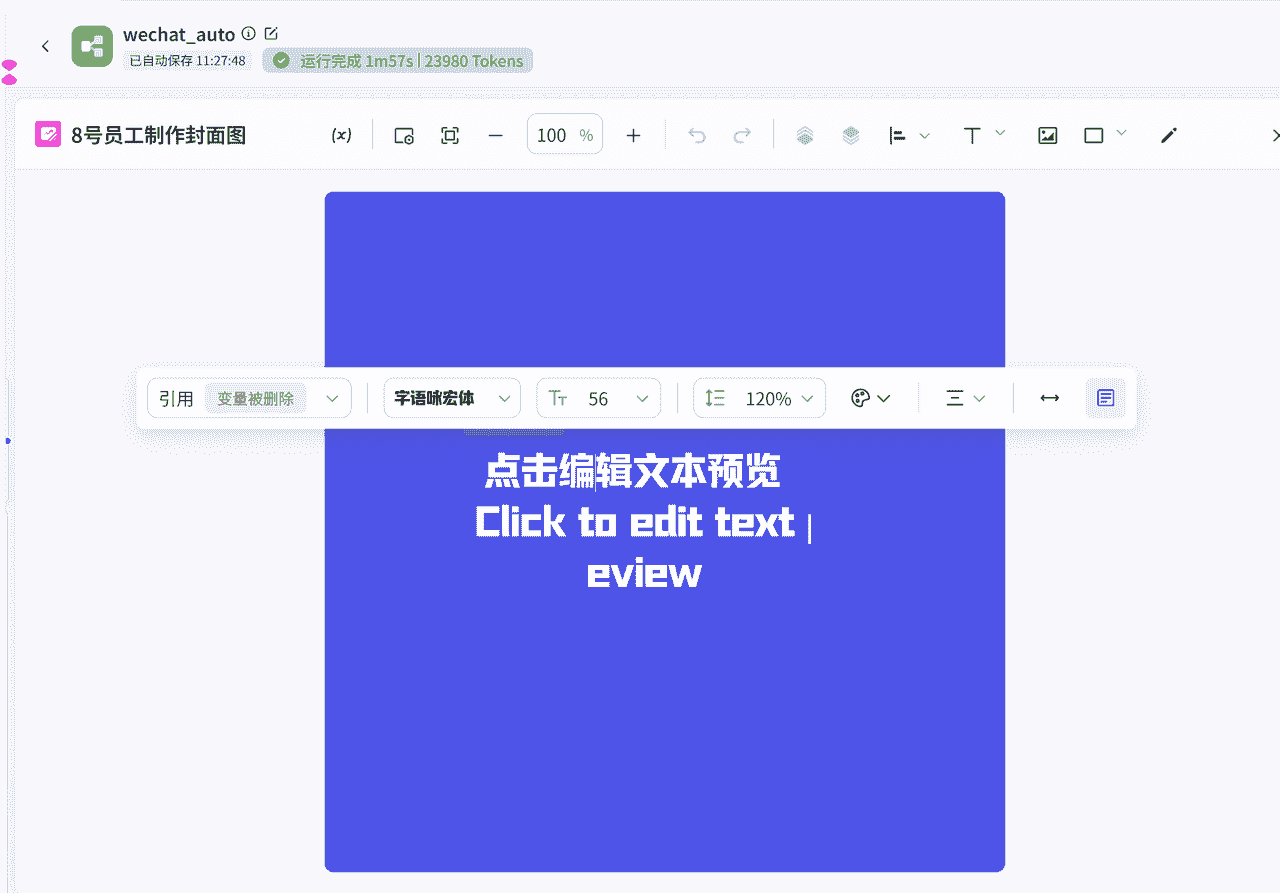 wechat_auto
已自动保存 11:27:48
运行完成 1m57s | 23980 Tokens
8号员工制作封面图
(x)
100 %
引用 变量被删除
字语咏宏体
56
120%
点击编辑文本预览
Click to edit text
eview